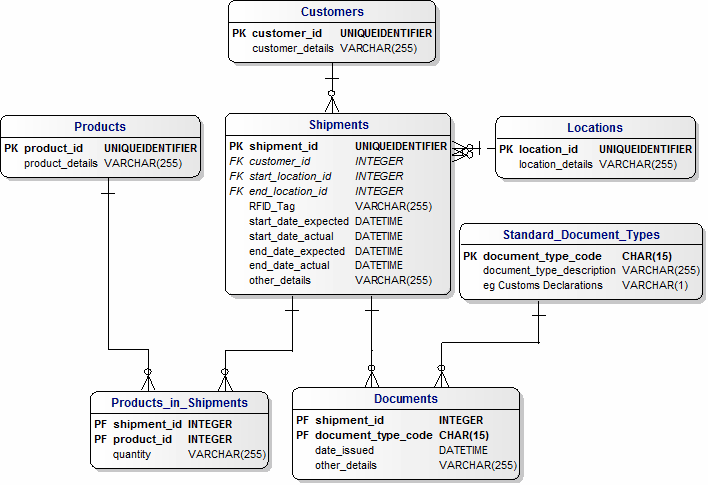 Customers
PK customer_id UNIQUEIDENTIFIER
customer_details VARCHAR(255)
Products
PK product_id UNIQUEIDENTIFIER
product_details VARCHAR(255)
Shipments
PK shipment_id UNIQUEIDENTIFIER
FK customer_id INTEGER
FK start_location_id INTEGER
FK end_location_id INTEGER
RFID_Tag VARCHAR(255)
start_date_expected DATETIME
start_date_actual DATETIME
end_date_expected DATETIME
end_date_actual DATETIME
other_details VARCHAR(255)
Locations
PK location_id UNIQUEIDENTIFIER
location_details VARCHAR(255)
Standard_Document_Types
PK document_type_code CHAR(15)
document_type_description VARCHAR(255)
eg Customs Declarations VARCHAR(1)
Products_in_Shipments
PF shipment_id INTEGER
PF product_id INTEGER
quantity VARCHAR(255)
Documents
PF shipment_id INTEGER
PF document_type_code CHAR(15)
date_issued DATETIME
other_details VARCHAR(255)